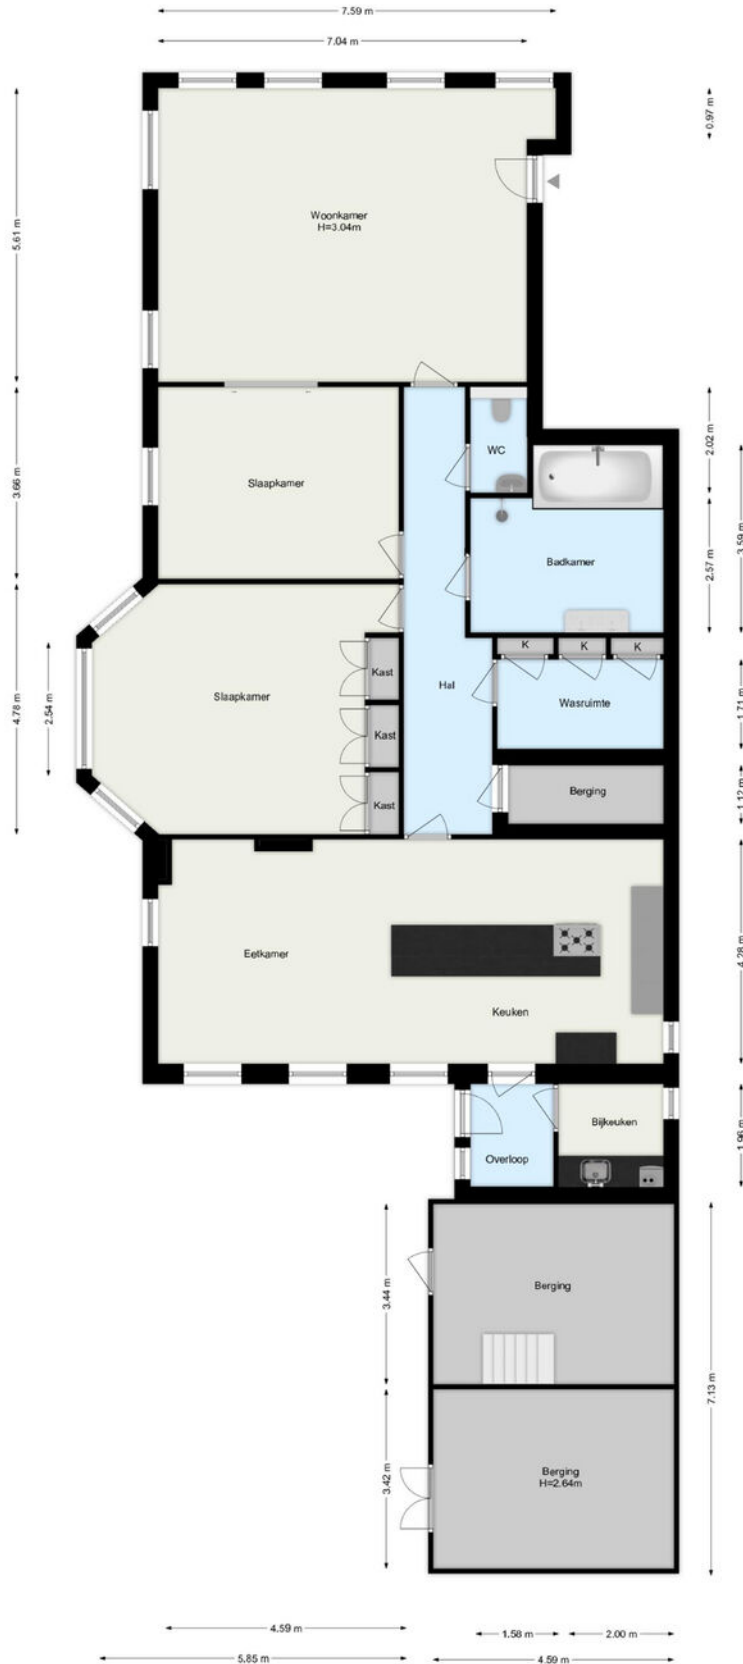 7.59 m
7.04 m
0.97 m
5.61 m
Woonkamer
H=3.04m
3.66 m
2.02 m
WC
Slaapkamer
3.59 m
2.57 m
Badkamer
4.78 m
2.54 m
K K K
Kast
Hal
Slaapkamer
Wasruimte
1.71 m
Kast
Berging
1.12 m
Kast
4.28 m
Eetkamer
Keuken
Bijkeuken
1.96 m
Overloop
3.44 m
Berging
7.13 m
3.42 m
Berging
H=2.64m
4.59 m
1.58 m
2.00 m
5.85 m
4.59 m